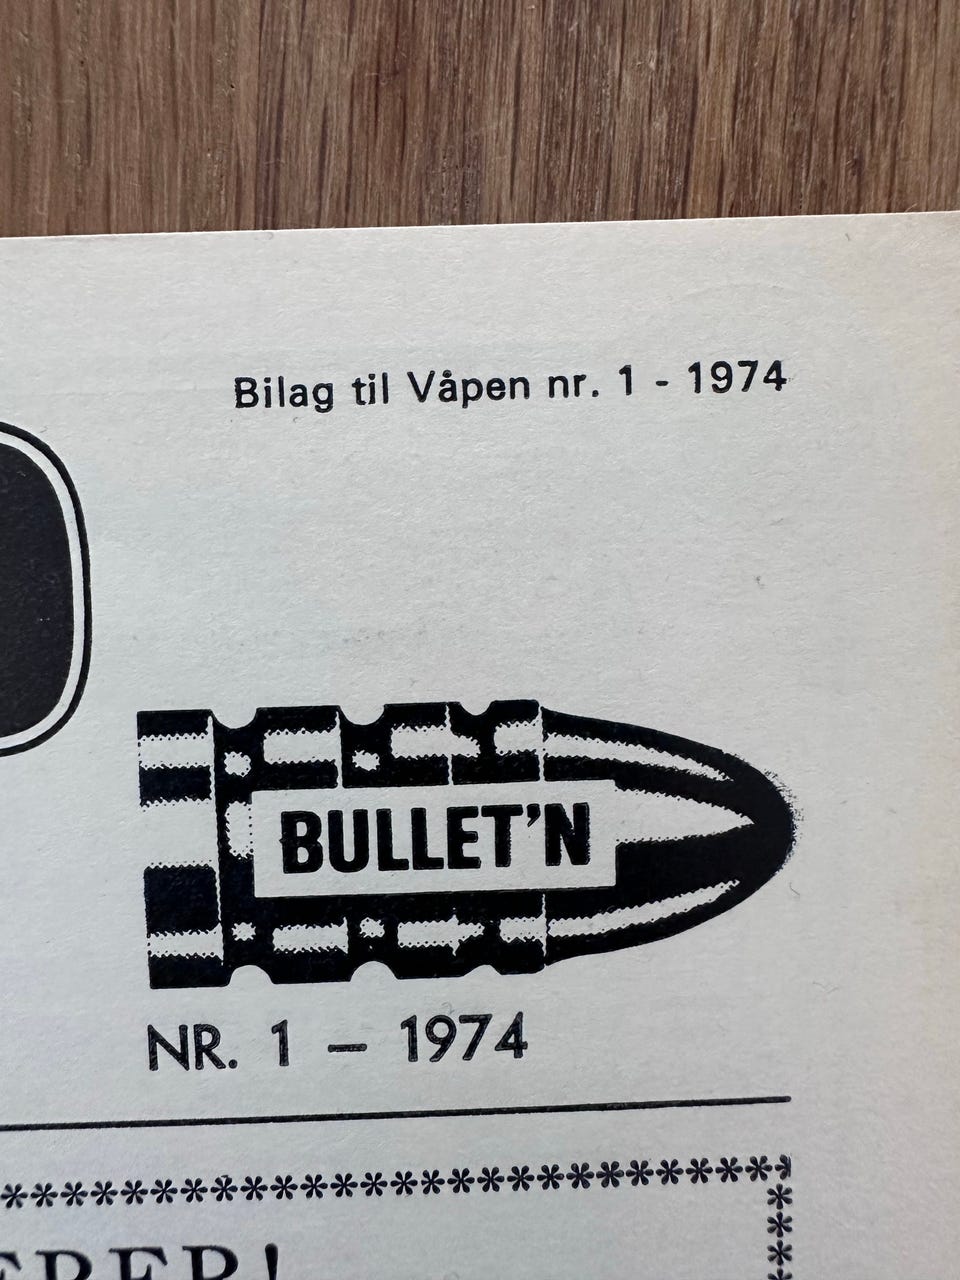 Bilag til Våpen nr. 1 - 1974
BULLET'N
NR. 1 – 1974